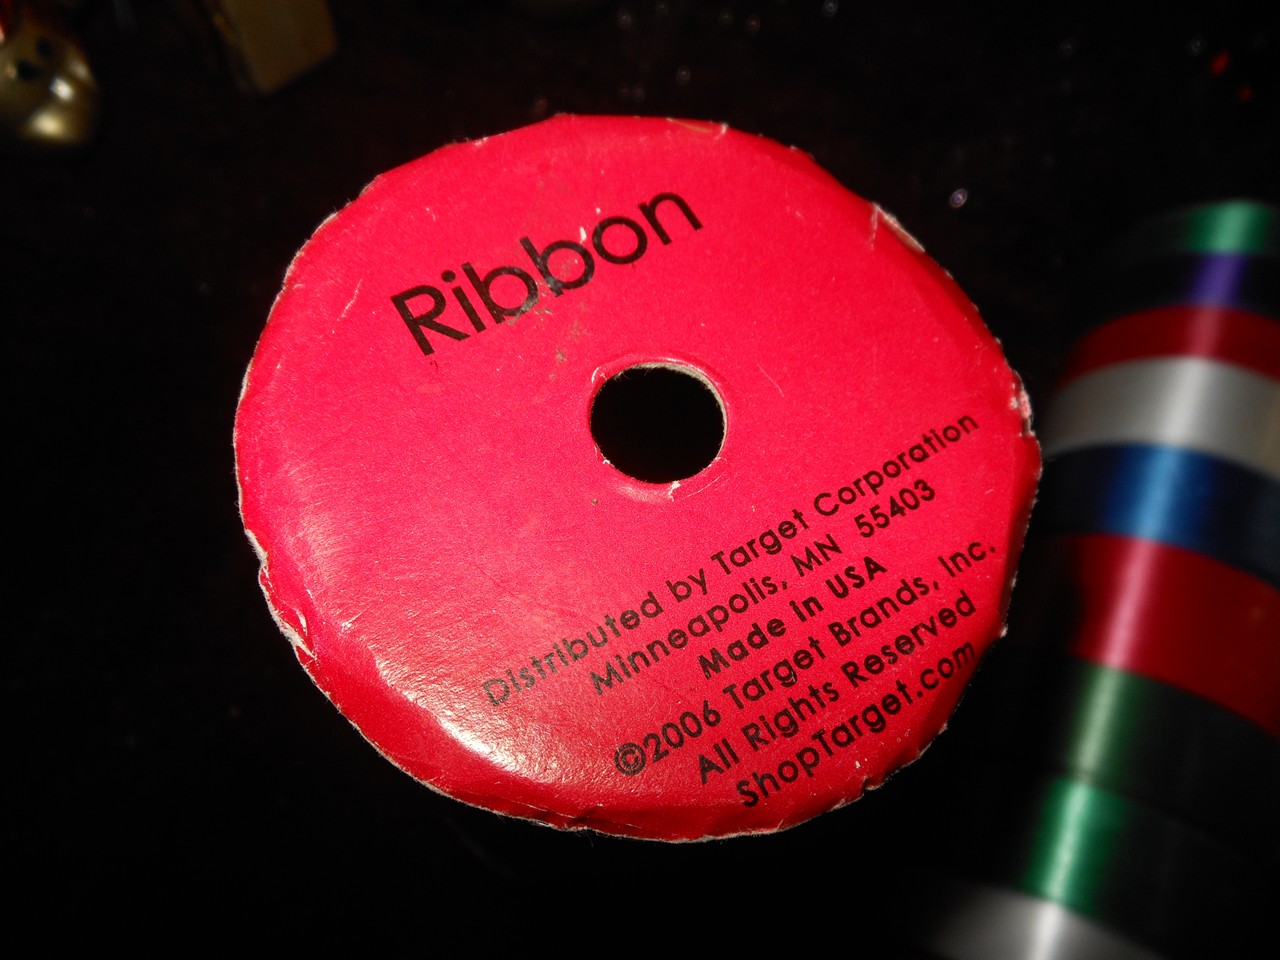 Ribbon
Distributed by Target Corporation
Minneapolis, MN 55403
Made in USA
©2006 Target Brands, Inc.
All Rights Reserved
ShopTarget.com